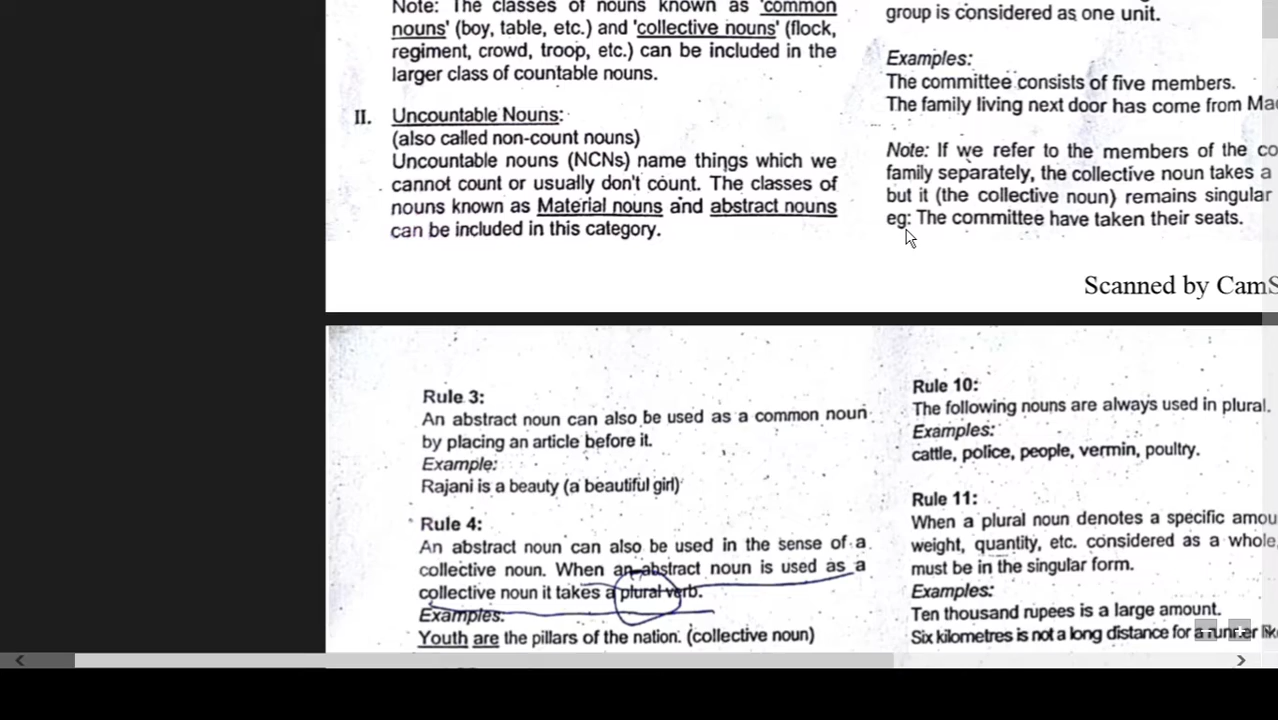 Note: The classes of nouns known as 'common
nouns' (boy, table, etc.) and 'collective nouns' (flock,
regiment, crowd, troop, etc.) can be included in the
larger class of countable nouns.
II. Uncountable Nouns:
(also called non-count nouns)
Uncountable nouns (NCNs) name things which we
cannot count or usually don't count. The classes of
nouns known as Material nouns and abstract nouns
can be included in this category.
group is considered as one unit.
Examples:
The committee consists of five members.
The family living next door has come from
Note: If we refer to the members of the
family separately, the collective noun takes a
but it (the collective noun) remains singular
eg: The committee have taken their seats.
Scanned by
Rule 3:
An abstract noun can also be used as a common noun
by placing an article before it.
Example:
Rajani is a beauty (a beautiful girl)
Rule 4:
An abstract noun can also be used in the sense of a
collective noun. When an abstract noun is used as a
collective noun it takes a plural verb.
Examples:
Youth are the pillars of the nation. (collective noun)
Rule 10:
The following nouns are always used in plural.
Examples:
cattle, police, people, vermin, poultry.
Rule 11:
When a plural noun denotes a specific
weight, quantity, etc. considered as a whole,
must be in the singular form.
Examples:
Ten thousand rupees is a large amount.
Six kilometres is not a long distance for a runner